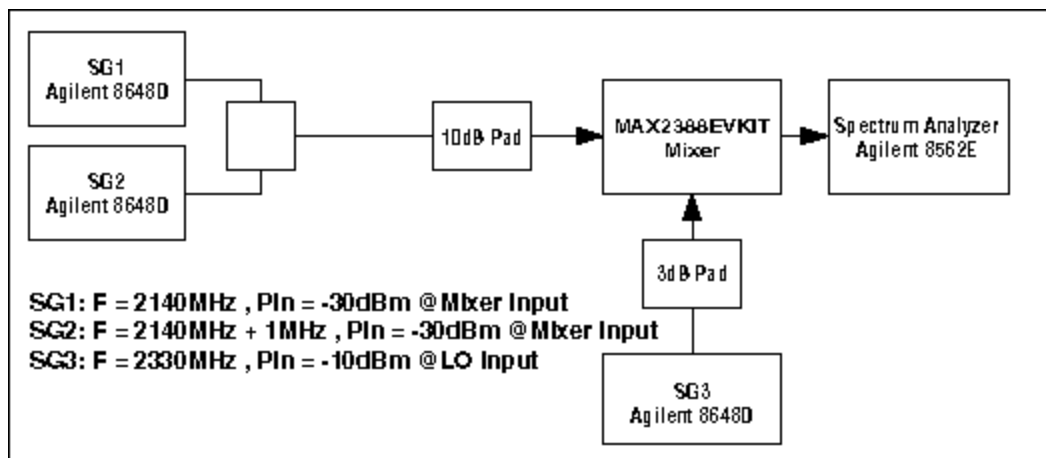 SG1
Agilent 8648D
SG2
Agilent 8648D
10dB Pad
MAX2388EVKIT
Mixer
Spectrum Analyzer
Agilent 8562E
3dB Pad
SG1: F = 2140MHz , PIn = -30dBm @Mixer Input
SG2: F = 2140MHz + 1MHz , PIn = -30dBm @Mixer Input
SG3: F = 2330MHz , PIn = -10dBm @LO Input
SG3
Agilent 8648D